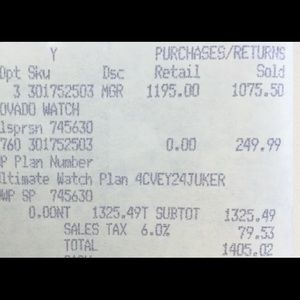 Y PURCHASES/RETURNS
Dpt Sku Dsc Retail Sold
3 301752503 MGR 1195.00 1075.50
OVADO WATCH
lsprsn 745630
760 301752503 0.00 249.99
P Plan Number
ltimate Watch Plan 4CVEY24JUKER
WP SP 745630
0.00NT 1325.49T SUBTOT 1325.49
SALES TAX 6.0% 79.53
TOTAL 1405.02